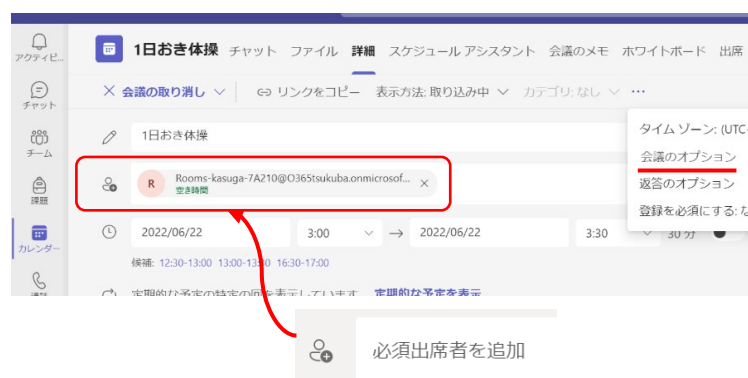 1日おき体操 チャット ファイル 詳細 スケジュール アシスタント 会議のメモ ホワイトボード 出席
アクティビ...
会議の取り消し リンクをコピー 表示方法: 取り込み中 カテゴリ: なし ...
チャット
1日おき体操
タイム ゾーン: (UTC+
会議のオプション
返答のオプション
登録を必須にする: な
チーム
R Rooms-kasuga-7A210@O365tsukuba.onmicrosof... ×
空き時間
課題
2022/06/22 3:00 → 2022/06/22 3:30 30 分
カレンダー
候補: 12:30-13:00 13:00-13:30 16:30-17:00
定期的な予定の特定の回を表示しています 定期的な予定を表示
必須出席者を追加